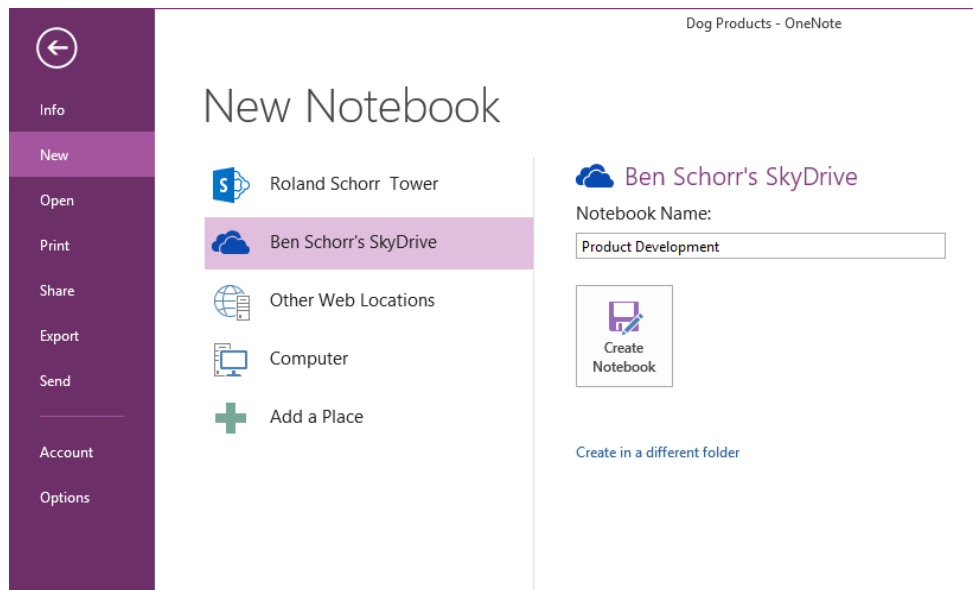 Dog Products - OneNote
Info
New
Open
Print
Share
Export
Send
Account
Options
New Notebook
Roland Schorr Tower
Ben Schorr's SkyDrive
Other Web Locations
Computer
Add a Place
Ben Schorr's SkyDrive
Notebook Name:
Product Development
Create
Notebook
Create in a different folder